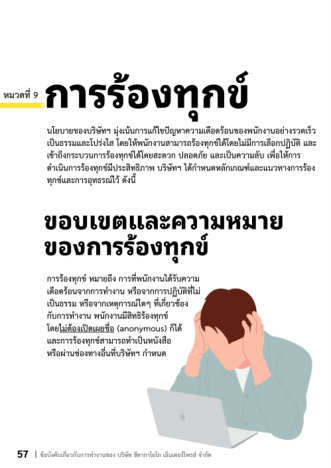 หมวดที่ 9
การร้องทุกข์
นโยบายของบริษัทฯ มุ่งเน้นการแก้ไขปัญหาความเดือดร้อนของพนักงานอย่างรวดเร็ว
เป็นธรรมและโปร่งใส โดยให้พนักงานสามารถร้องทุกข์ได้โดยไม่มีการเลือกปฏิบัติ และ
เข้าถึงกระบวนการร้องทุกข์ได้โดยสะดวก ปลอดภัย และเป็นความลับ เพื่อให้การ
ดำเนินการร้องทุกข์มีประสิทธิภาพ บริษัทฯ ได้กำหนดหลักเกณฑ์และแนวทางการร้อง
ทุกข์และการอุทธรณ์ไว้ ดังนี้
ขอบเขตและความหมาย
ของการร้องทุกข์
การร้องทุกข์ หมายถึง การที่พนักงานได้รับความ
เดือดร้อนจากการทำงาน หรือจากการปฏิบัติที่ไม่
เป็นธรรม หรือจากเหตุการณ์ใดๆ ที่เกี่ยวข้อง
กับการทำงาน พนักงานมีสิทธิร้องทุกข์
โดยไม่ต้องเปิดเผยชื่อ (anonymous) ก็ได้
และการร้องทุกข์สามารถทำเป็นหนังสือ
หรือผ่านช่องทางอื่นที่บริษัทฯ กำหนด
57 | ข้อบังคับเกี่ยวกับการทำงานของ บริษัท เอ็นเตอร์ไพรส์ จำกัด